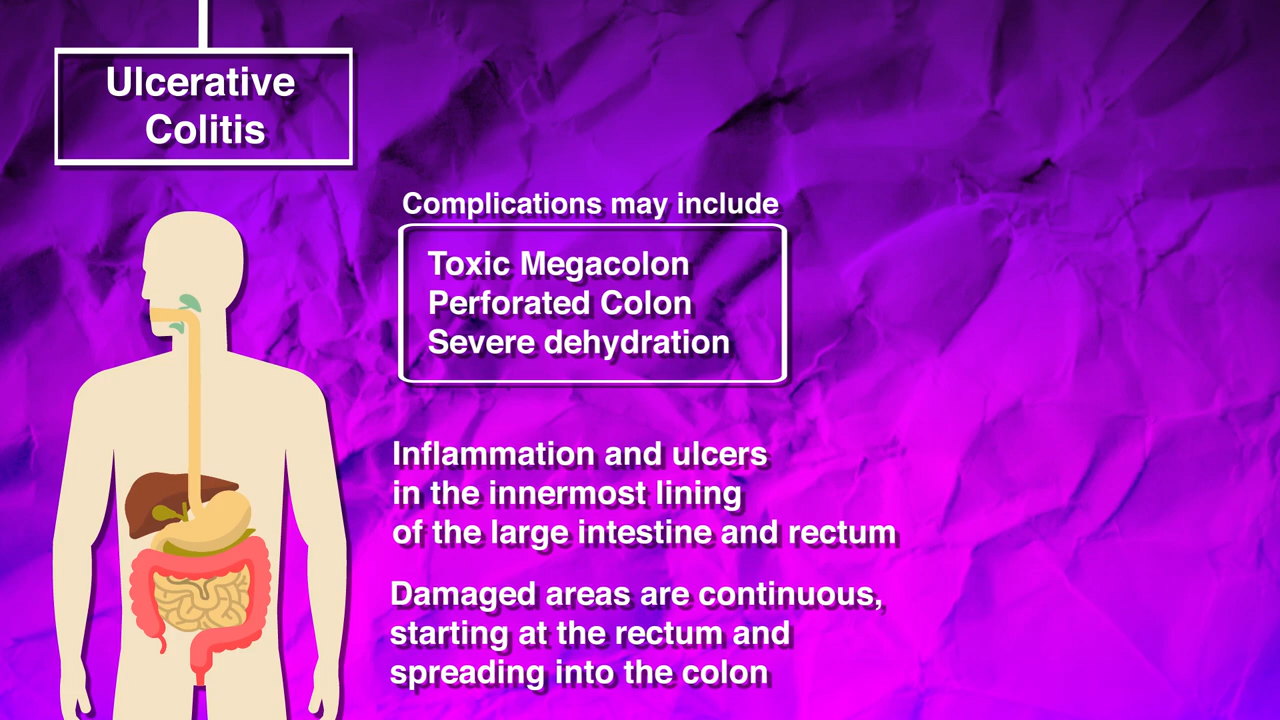 Ulcerative
Colitis
Complications may include
Toxic Megacolon
Perforated Colon
Severe dehydration
Inflammation and ulcers
in the innermost lining
of the large intestine and rectum
Damaged areas are continuous,
starting at the rectum and
spreading into the colon